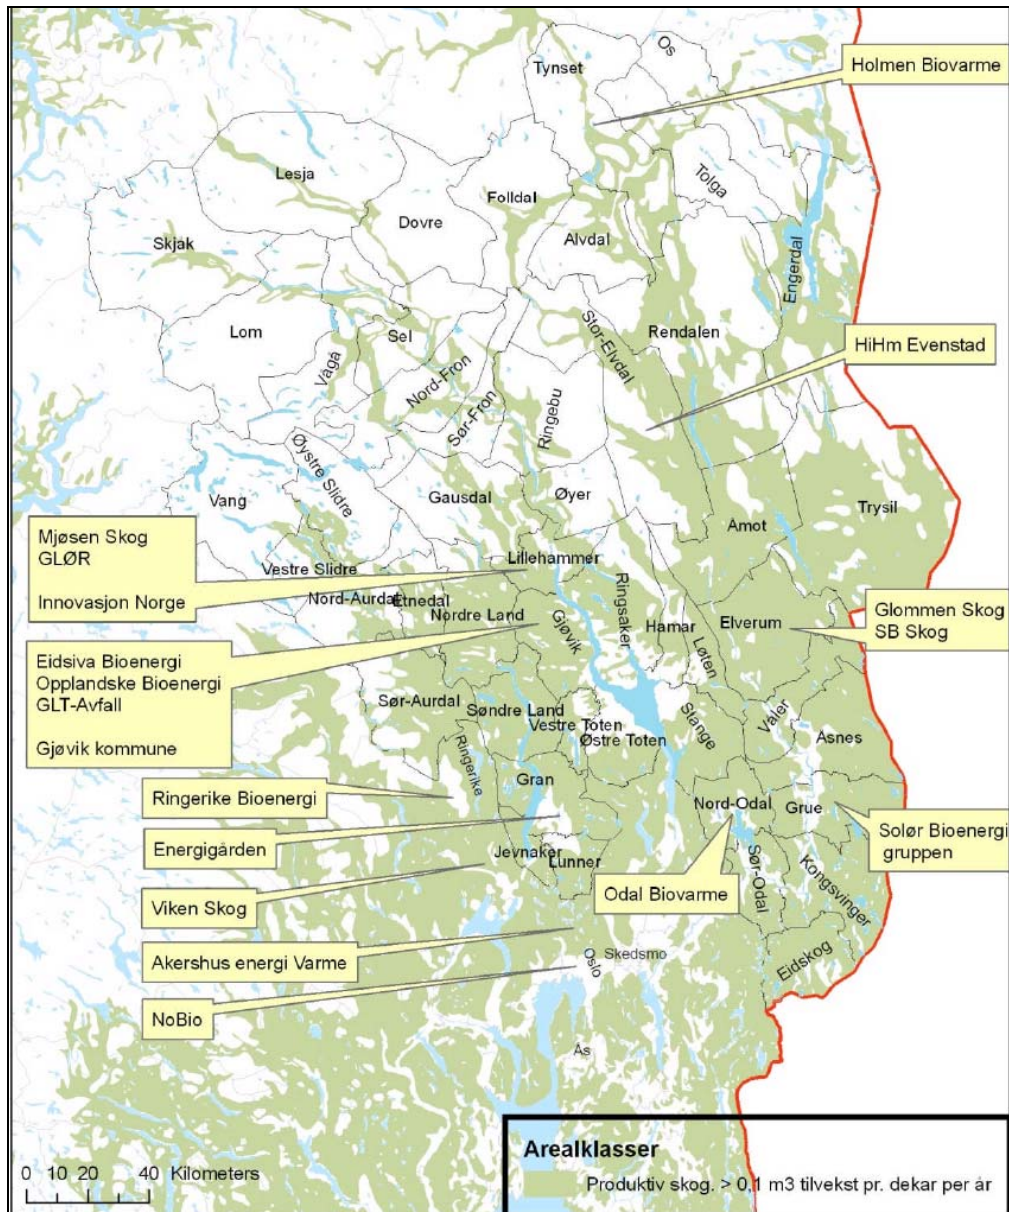 Os
Tynset
Holmen Biovarme
Lesja
Tolga
Folldal
Dovre
Skjåk
Alvdal
Engerdal
Stor-Elvdal
Rendalen
Lom
Sel
Vågå
HiHm Evenstad
Nord-Fron
Sør-Fron
Ringebu
Øystre Slidre
Vang
Gausdal
Øyer
Trysil
Åmot
Mjøsen Skog
GLØR
Innovasjon Norge
Lillehammer
Vestre Slidre
Nord-Aurdal
Etnedal
Nordre Land
Gjøvik
Ringsaker
Hamar
Løten
Elverum
Glommen Skog
SB Skog
Eidsiva Bioenergi
Opplandske Bioenergi
GLT-Avfall
Gjøvik kommune
Sør-Aurdal
Søndre Land
Vestre Toten
Østre Toten
Stange
Våler
Åsnes
Ringerike
Gran
Ringerike Bioenergi
Nord-Odal
Grue
Solør Bioenergi
gruppen
Energigården
Jevnaker
Lunner
Sør-Odal
Kongsvinger
Odal Biovarme
Viken Skog
Akershus energi Varme
Oslo
Skedsmo
Eidskog
NoBio
Ås
Arealklasser
Produktiv skog. > 0,1 m3 tilvekst pr. dekar per år
0 10 20 40 Kilometers